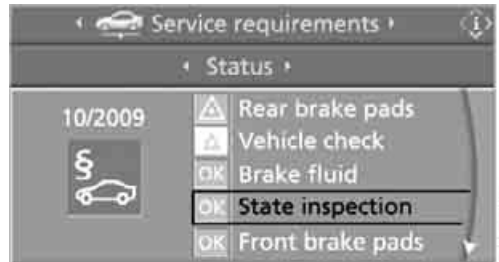 Service requirements
Status
10/2009
Rear brake pads
Vehicle check
§
OK Brake fluid
OK State inspection
OK Front brake pads